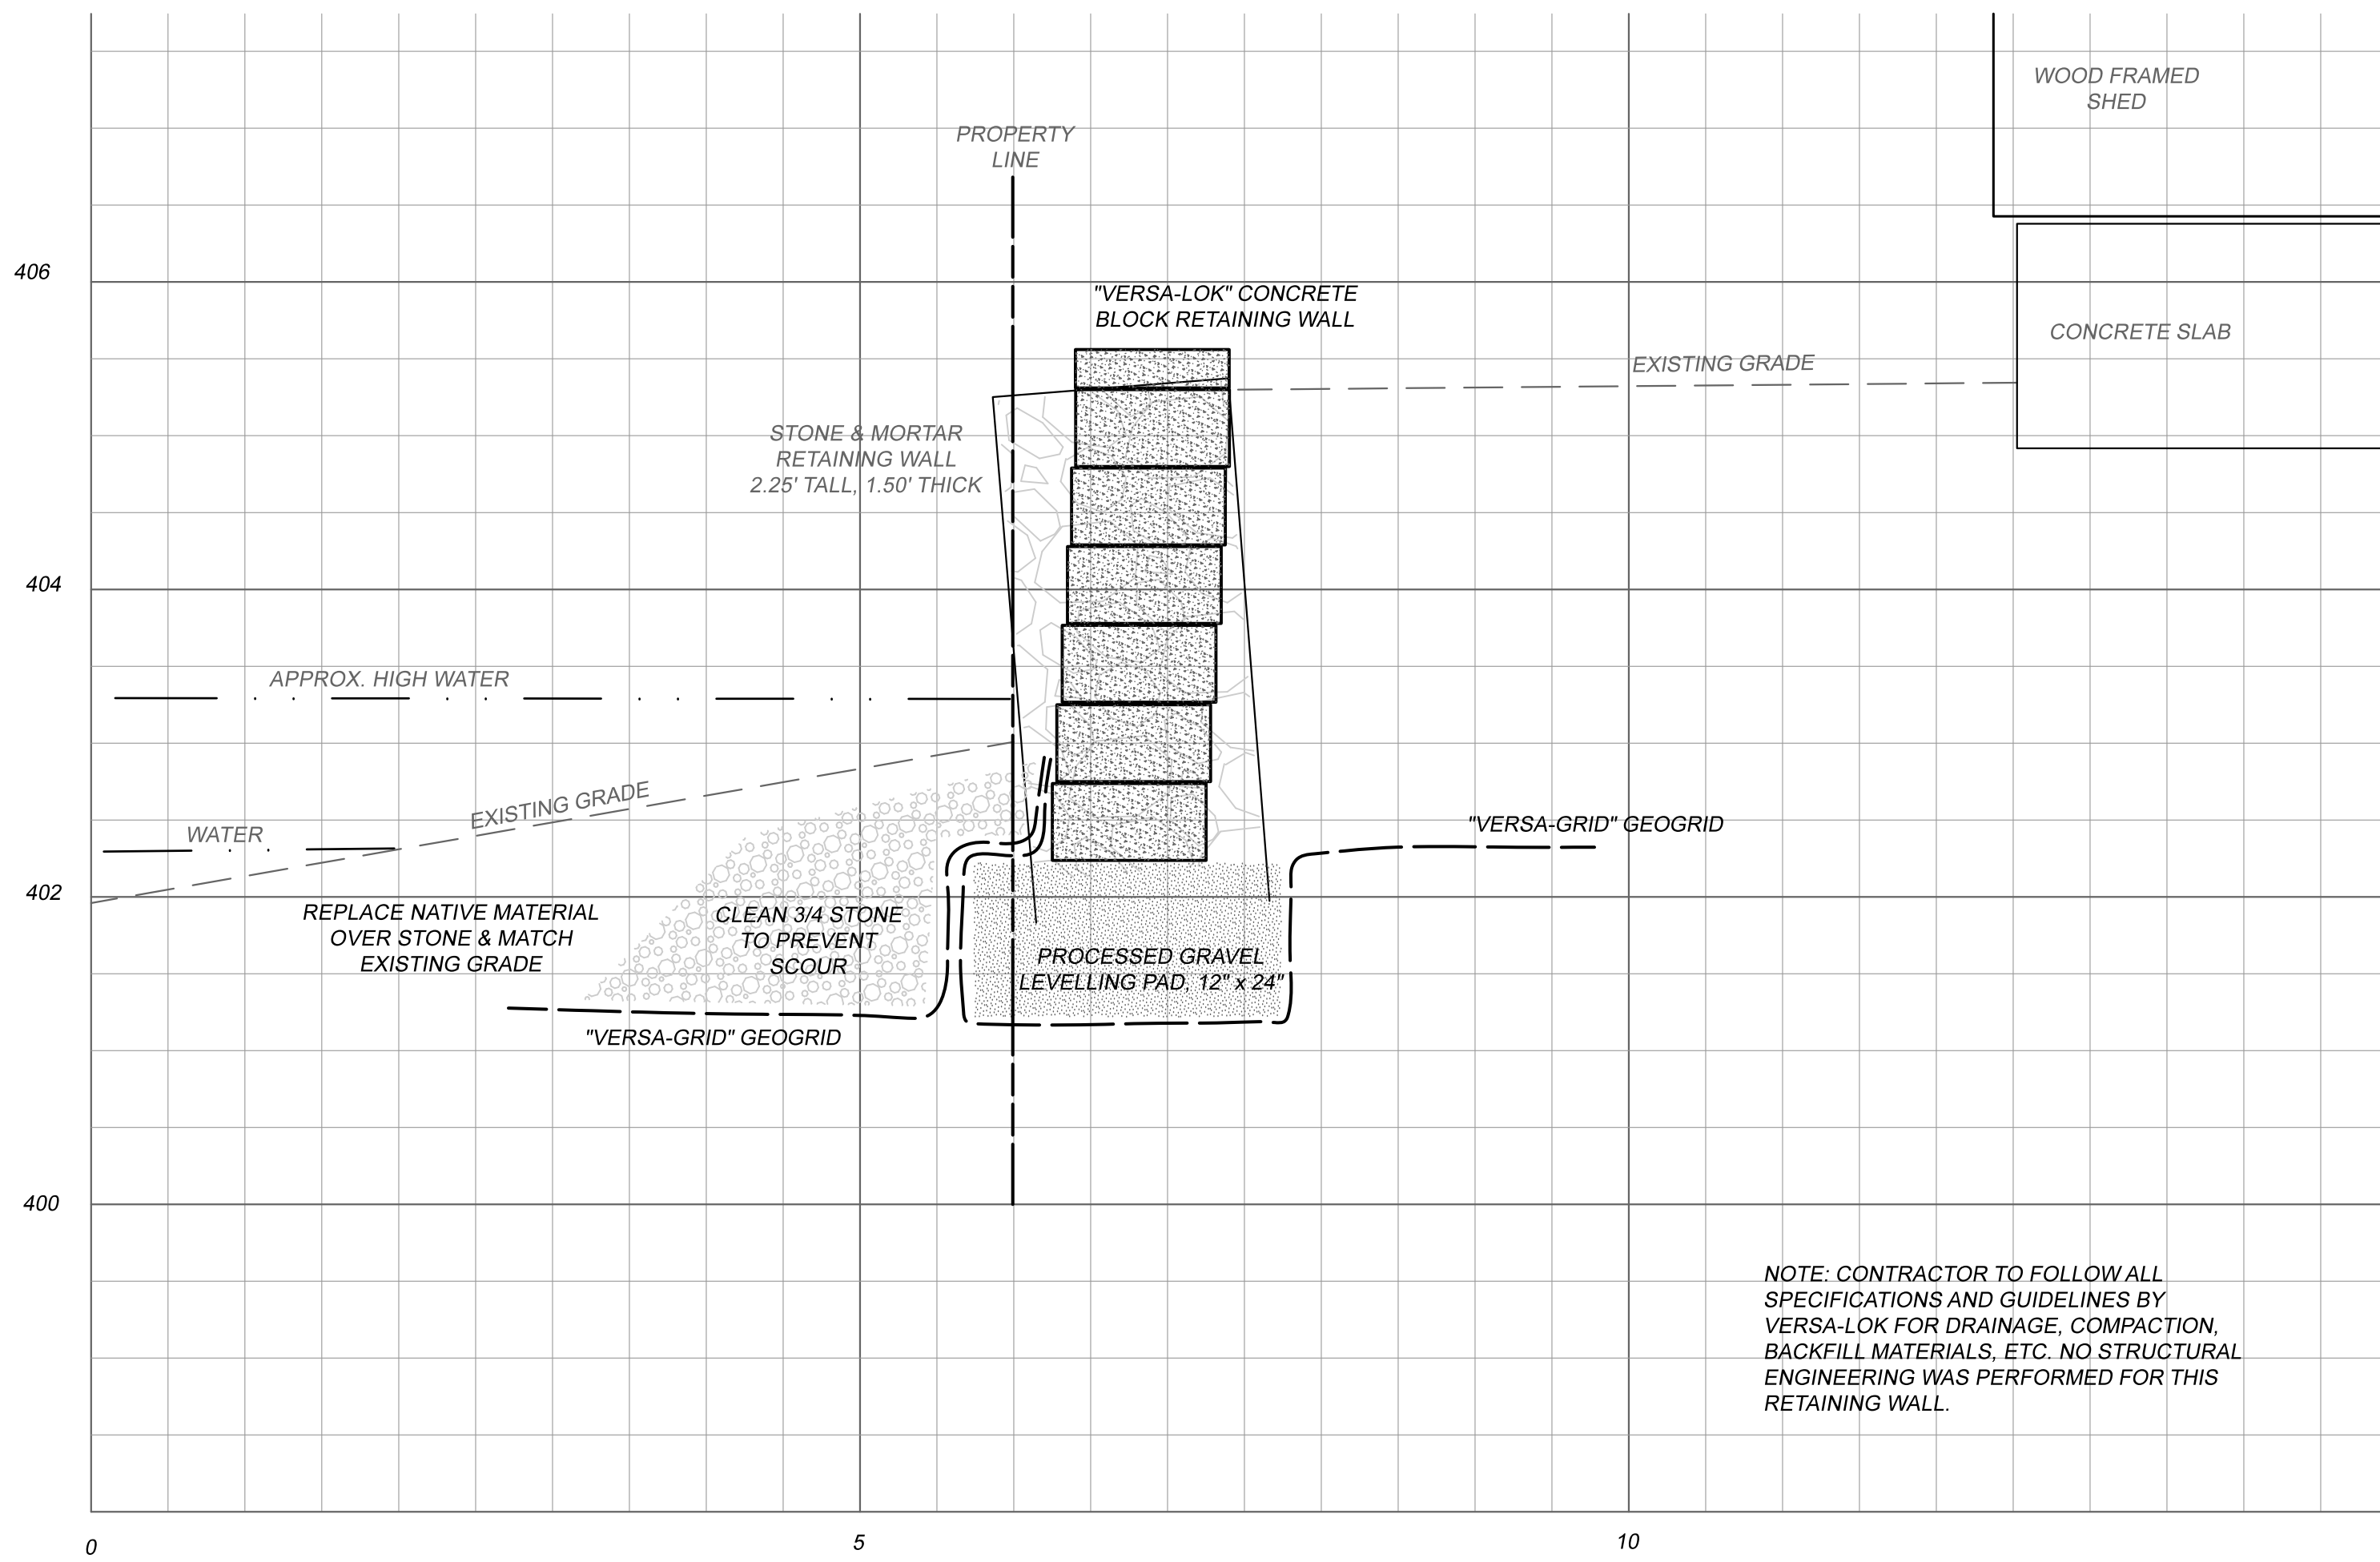 WOOD FRAMED
SHED
PROPERTY
LINE
406
"VERSA-LOK" CONCRETE
BLOCK RETAINING WALL
CONCRETE SLAB
EXISTING GRADE
STONE & MORTAR
RETAINING WALL
2.25' TALL, 1.50' THICK
404
APPROX. HIGH WATER
EXISTING GRADE
WATER
"VERSA-GRID" GEOGRID
402
REPLACE NATIVE MATERIAL
OVER STONE & MATCH
EXISTING GRADE
CLEAN 3/4 STONE
TO PREVENT
SCOUR
PROCESSED GRAVEL
LEVELLING PAD, 12" x 24"
"VERSA-GRID" GEOGRID
400
NOTE: CONTRACTOR TO FOLLOW ALL
SPECIFICATIONS AND GUIDELINES BY
VERSA-LOK FOR DRAINAGE, COMPACTION,
BACKFILL MATERIALS, ETC. NO STRUCTURAL
ENGINEERING WAS PERFORMED FOR THIS
RETAINING WALL.
0
5
10